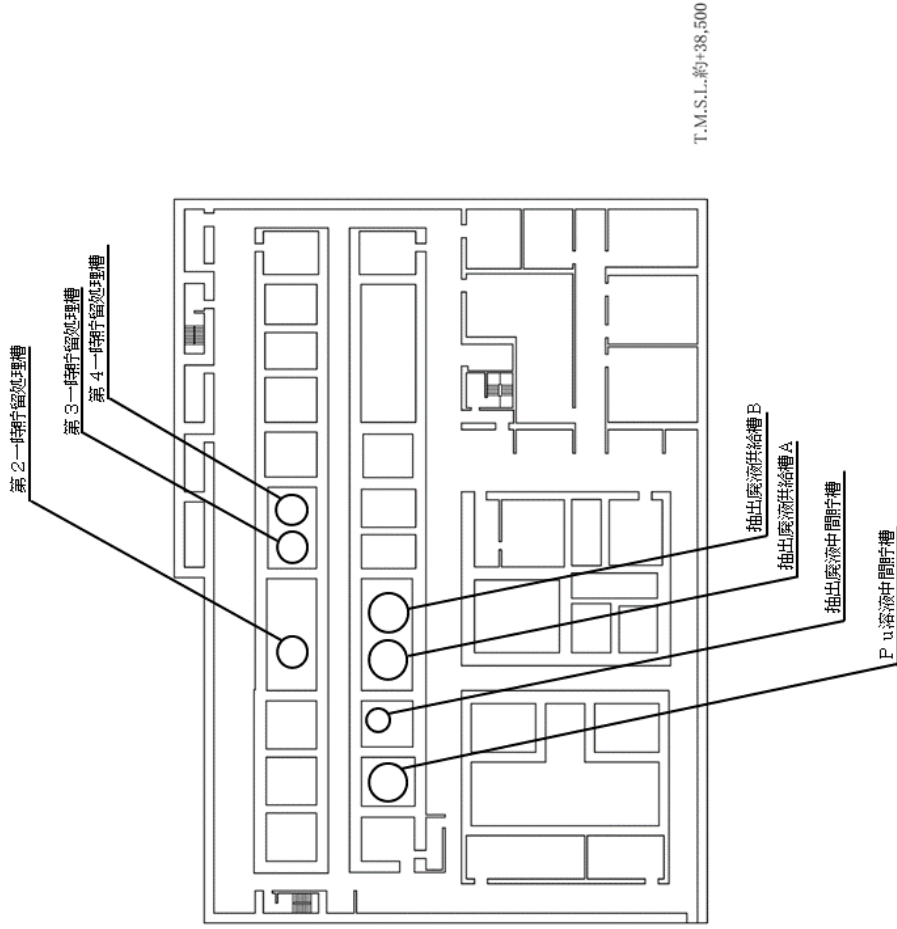 第２一時貯留処理槽
第３一時貯留処理槽
第４一時貯留処理槽
T.M.S.L.約+38,500
抽出廃液供給槽Ｂ
抽出廃液供給槽Ａ
抽出廃液中間貯槽
Ｐｕ溶液中間貯槽